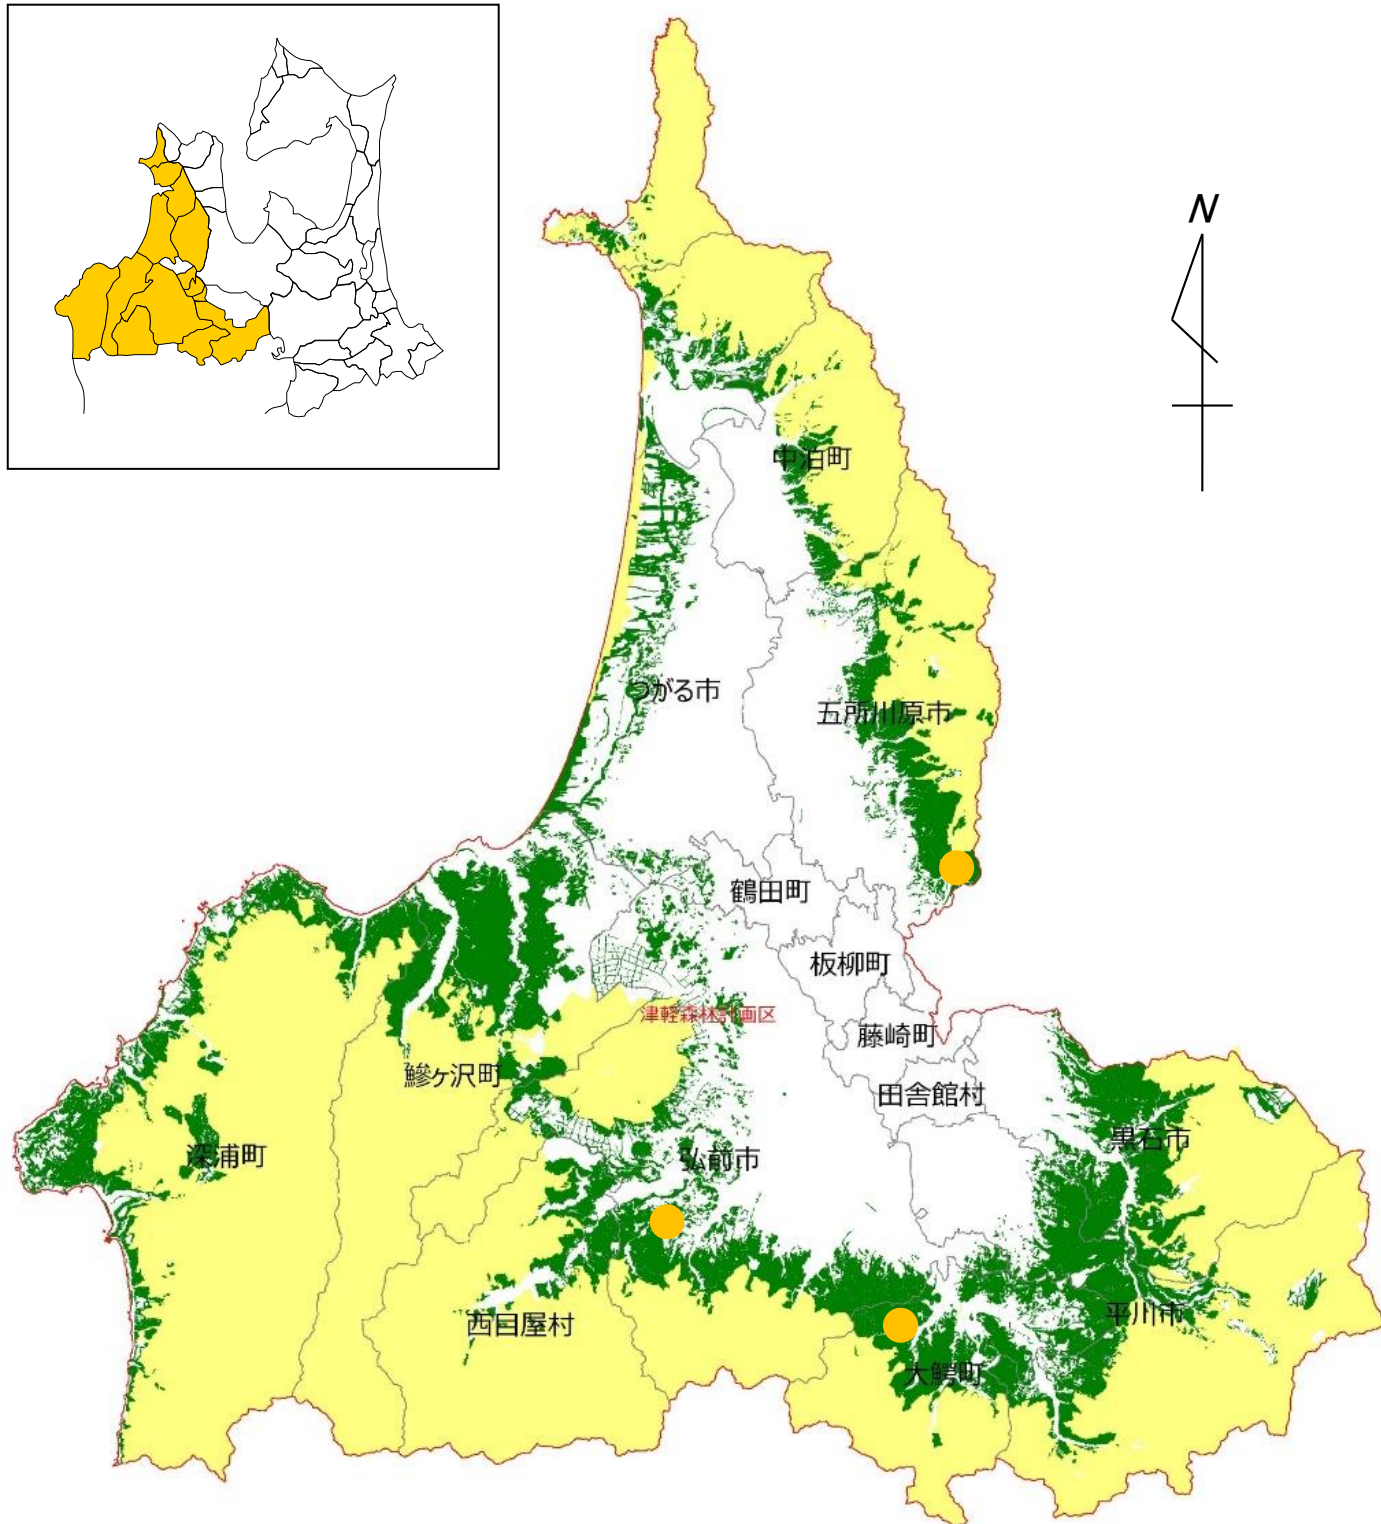 N
中泊町
つがる市
五所川原市
鶴田町
板柳町
津軽森林計画区
藤崎町
鰺ヶ沢町
田舎館村
黒石市
深浦町
弘前市
平川市
西目屋村
大鰐町